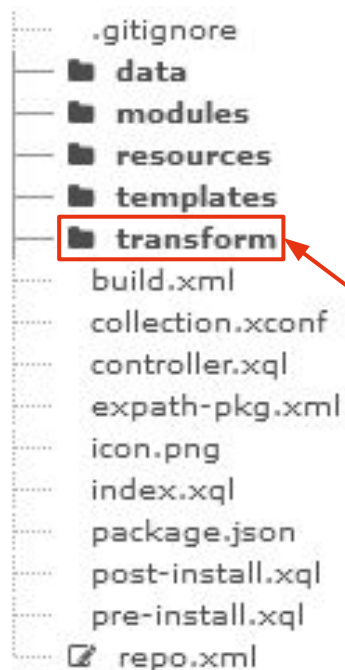 .gitignore
data
modules
resources
templates
transform
build.xml
collection.xconf
controller.xql
expath-pkg.xml
icon.png
index.xql
package.json
post-install.xql
pre-install.xql
repo.xml